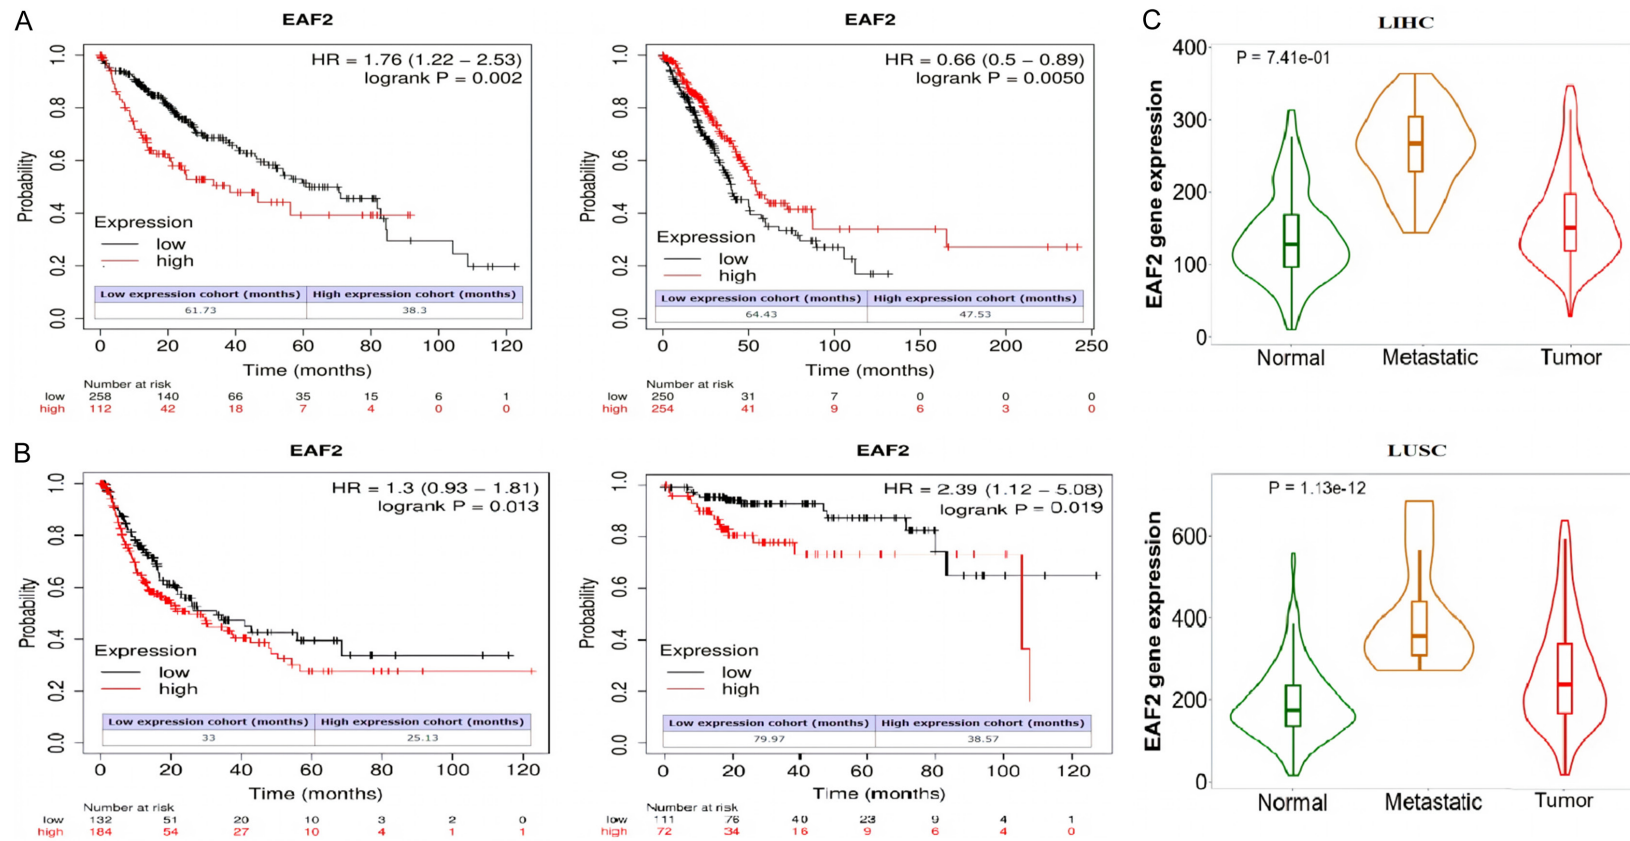 A
EAF2
HR = 1.76 (1.22 – 2.53)
logrank P = 0.002
Probability
1.0
0.8
0.6
0.4
0.2
0.0
Expression
low
high
Low expression cohort (months) High expression cohort (months)
61.73 38.3
0 20 40 60 80 100 120
Time (months)
Number at risk
low 258 140 66 35 15 6 1
high 112 42 18 7 4 0 0
EAF2
HR = 0.66 (0.5 – 0.89)
logrank P = 0.0050
Probability
1.0
0.8
0.6
0.4
0.2
0.0
Expression
low
high
Low expression cohort (months) High expression cohort (months)
64.43 47.53
0 50 100 150 200 250
Time (months)
Number at risk
low 250 31 7 0 0 0
high 254 41 9 6 3 0
B
EAF2
HR = 1.3 (0.93 – 1.81)
logrank P = 0.013
Probability
1.0
0.8
0.6
0.4
0.2
0.0
Expression
low
high
Low expression cohort (months) High expression cohort (months)
33 25.13
0 20 40 60 80 100 120
Time (months)
Number at risk
low 132 51 20 10 3 2 0
high 184 54 27 10 4 1 1
EAF2
HR = 2.39 (1.12 – 5.08)
logrank P = 0.019
Probability
1.0
0.8
0.6
0.4
0.2
0.0
Expression
low
high
Low expression cohort (months) High expression cohort (months)
79.97 38.57
0 20 40 60 80 100 120
Time (months)
Number at risk
low 111 76 40 23 9 4 1
high 72 34 16 9 6 4 0
C
LIHC
P = 7.41e-01
EAF2 gene expression
400
300
200
100
0
Normal Metastatic Tumor
LUSC
P = 1.13e-12
EAF2 gene expression
600
400
200
0
Normal Metastatic Tumor